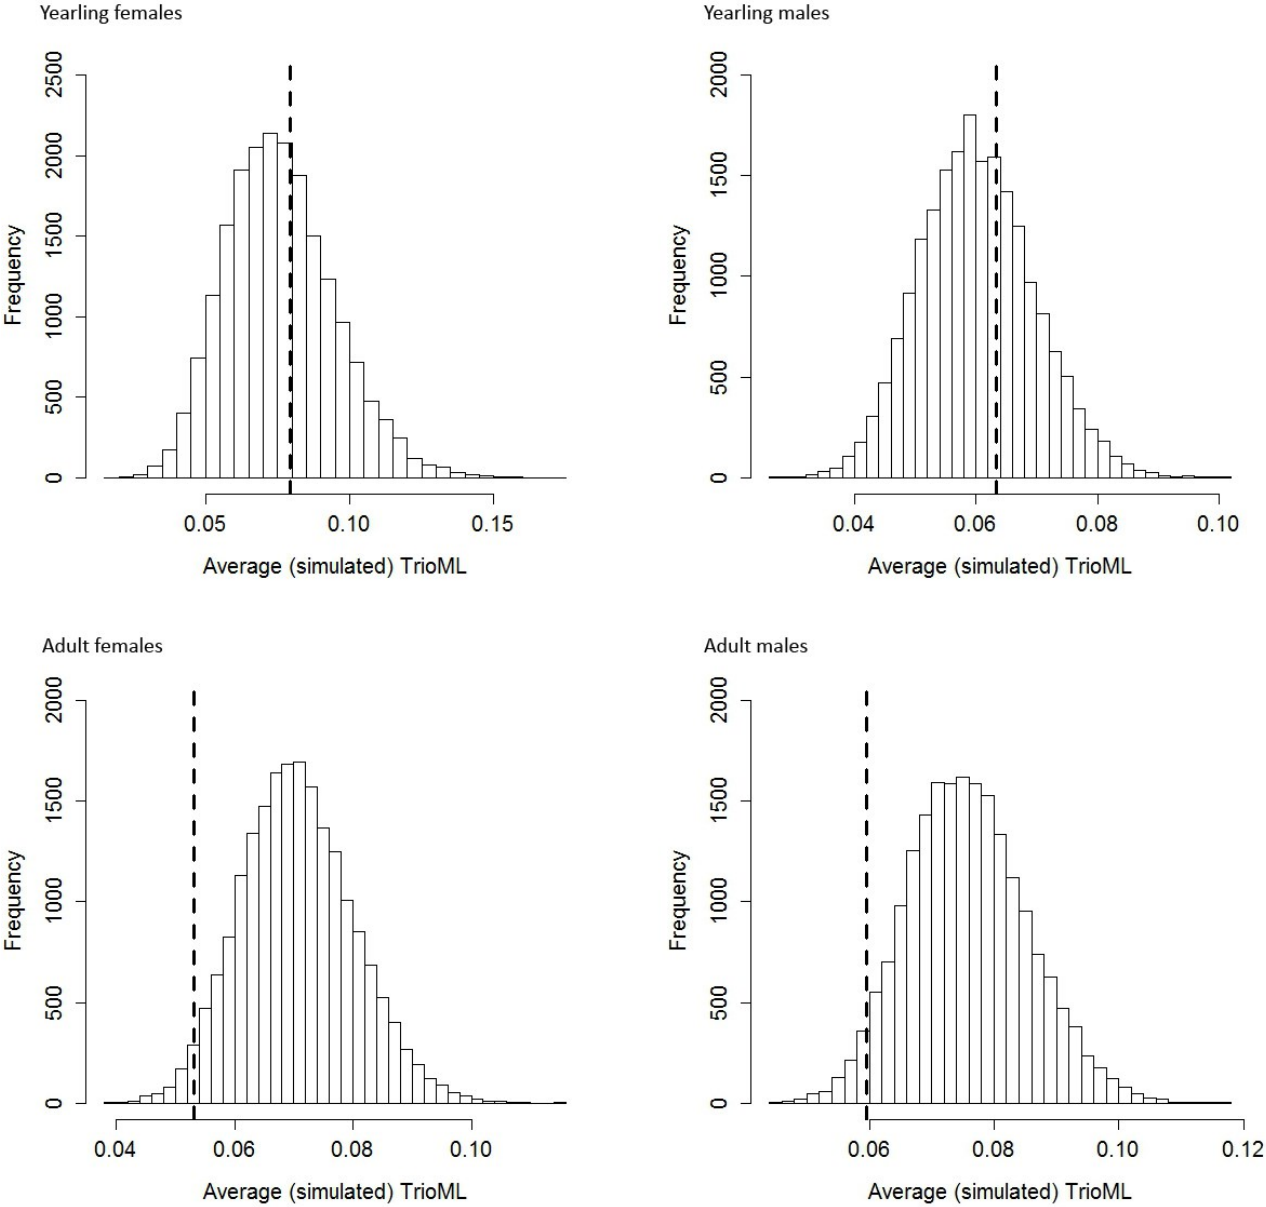 Yearling females
2500
2000
1500
1000
500
0
Frequency
0.05 0.10 0.15
Average (simulated) TrioML
Yearling males
2000
1500
1000
500
0
Frequency
0.04 0.06 0.08 0.10
Average (simulated) TrioML
Adult females
2000
1500
1000
500
0
Frequency
0.04 0.06 0.08 0.10
Average (simulated) TrioML
Adult males
2000
1500
1000
500
0
Frequency
0.06 0.08 0.10 0.12
Average (simulated) TrioML